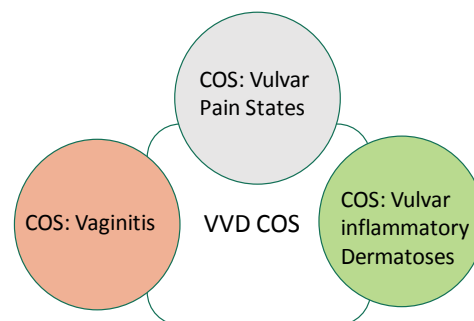 COS: Vulvar
Pain States
COS: Vaginitis
VVD COS
COS: Vulvar
inflammatory
Dermatoses